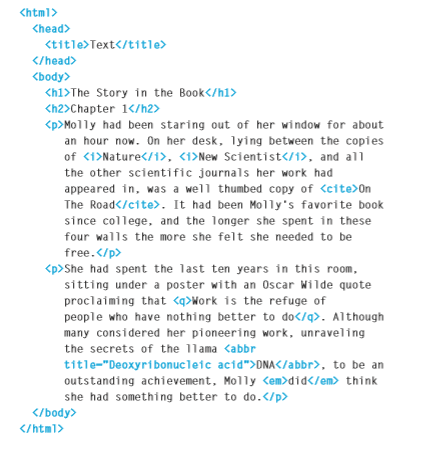 <html>
<head>
<title>Text</title>
</head>
<body>
<h1>The Story in the Book</h1>
<h2>Chapter 1</h2>
<p>Molly had been staring out of her window for about
an hour now. On her desk, lying between the copies
of <i>Nature</i>, <i>New Scientist</i>, and all
the other scientific journals her work had
appeared in, was a well thumbed copy of <cite>On
The Road</cite>. It had been Molly's favorite book
since college, and the longer she spent in these
four walls the more she felt she needed to be
free.</p>
<p>She had spent the last ten years in this room,
sitting under a poster with an Oscar Wilde quote
proclaiming that <q>Work is the refuge of
people who have nothing better to do</q>. Although
many considered her pioneering work, unraveling
the secrets of the llama <abbr
title="Deoxyribonucleic acid">DNA</abbr>, to be an
outstanding achievement, Molly <em>did</em> think
she had something better to do.</p>
</body>
</html>